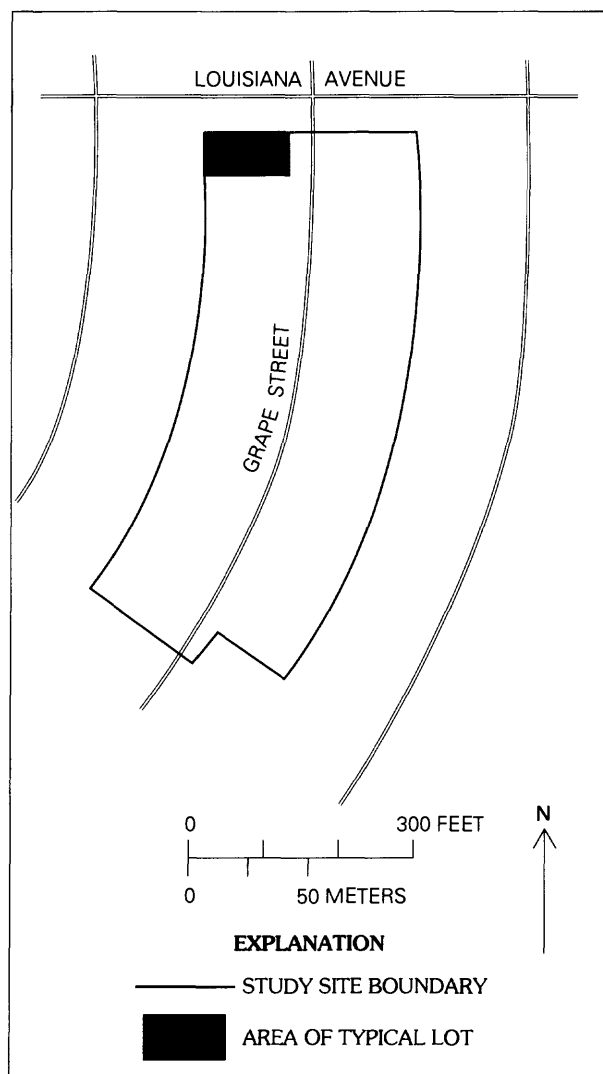 LOUISIANA AVENUE
GRAPE STREET
0 300 FEET
0 50 METERS
N
EXPLANATION
STUDY SITE BOUNDARY
AREA OF TYPICAL LOT